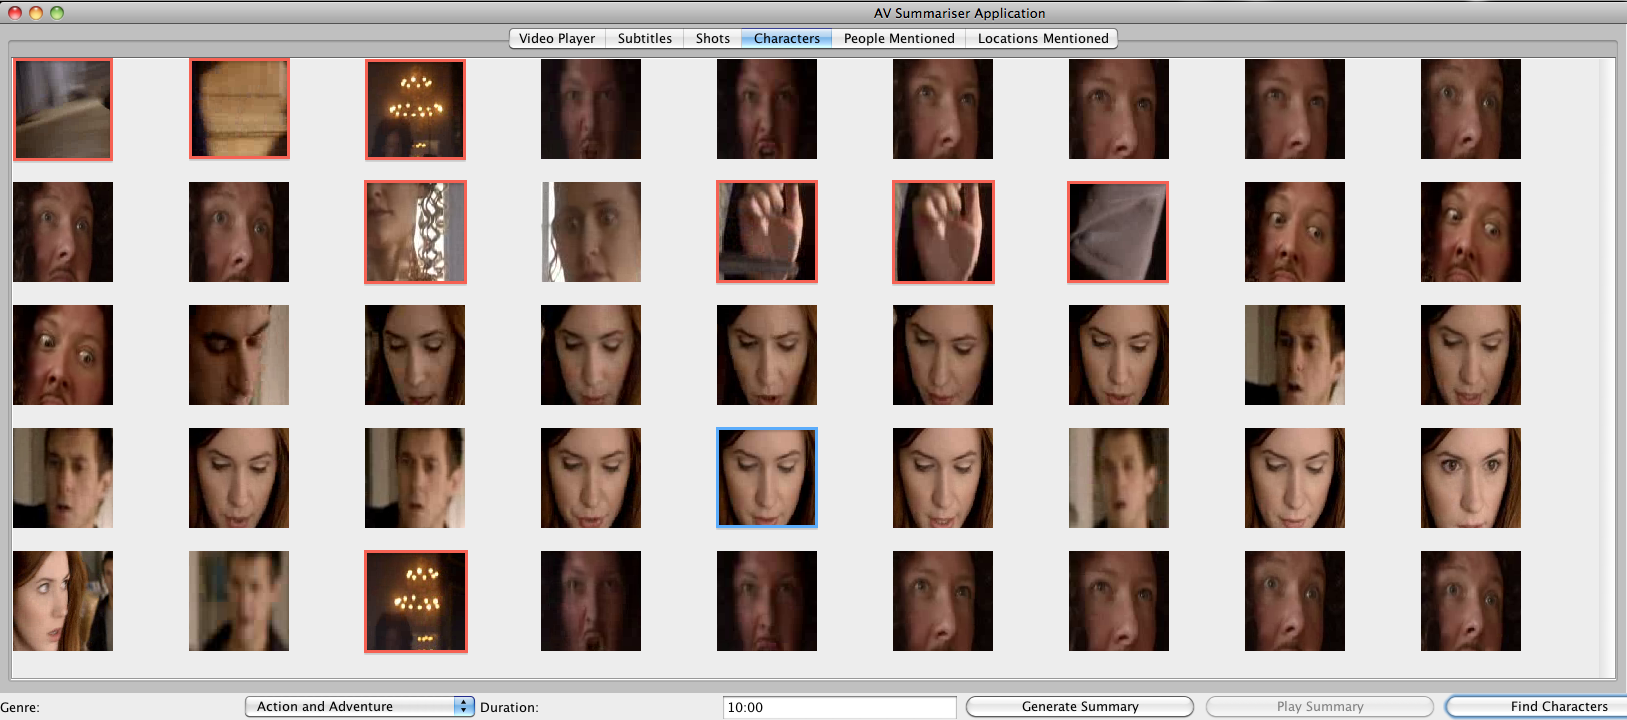 AV Summariser Application
Video Player Subtitles Shots Characters People Mentioned Locations Mentioned
Genre: Action and Adventure Duration: 10:00 Generate Summary Play Summary Find Characters